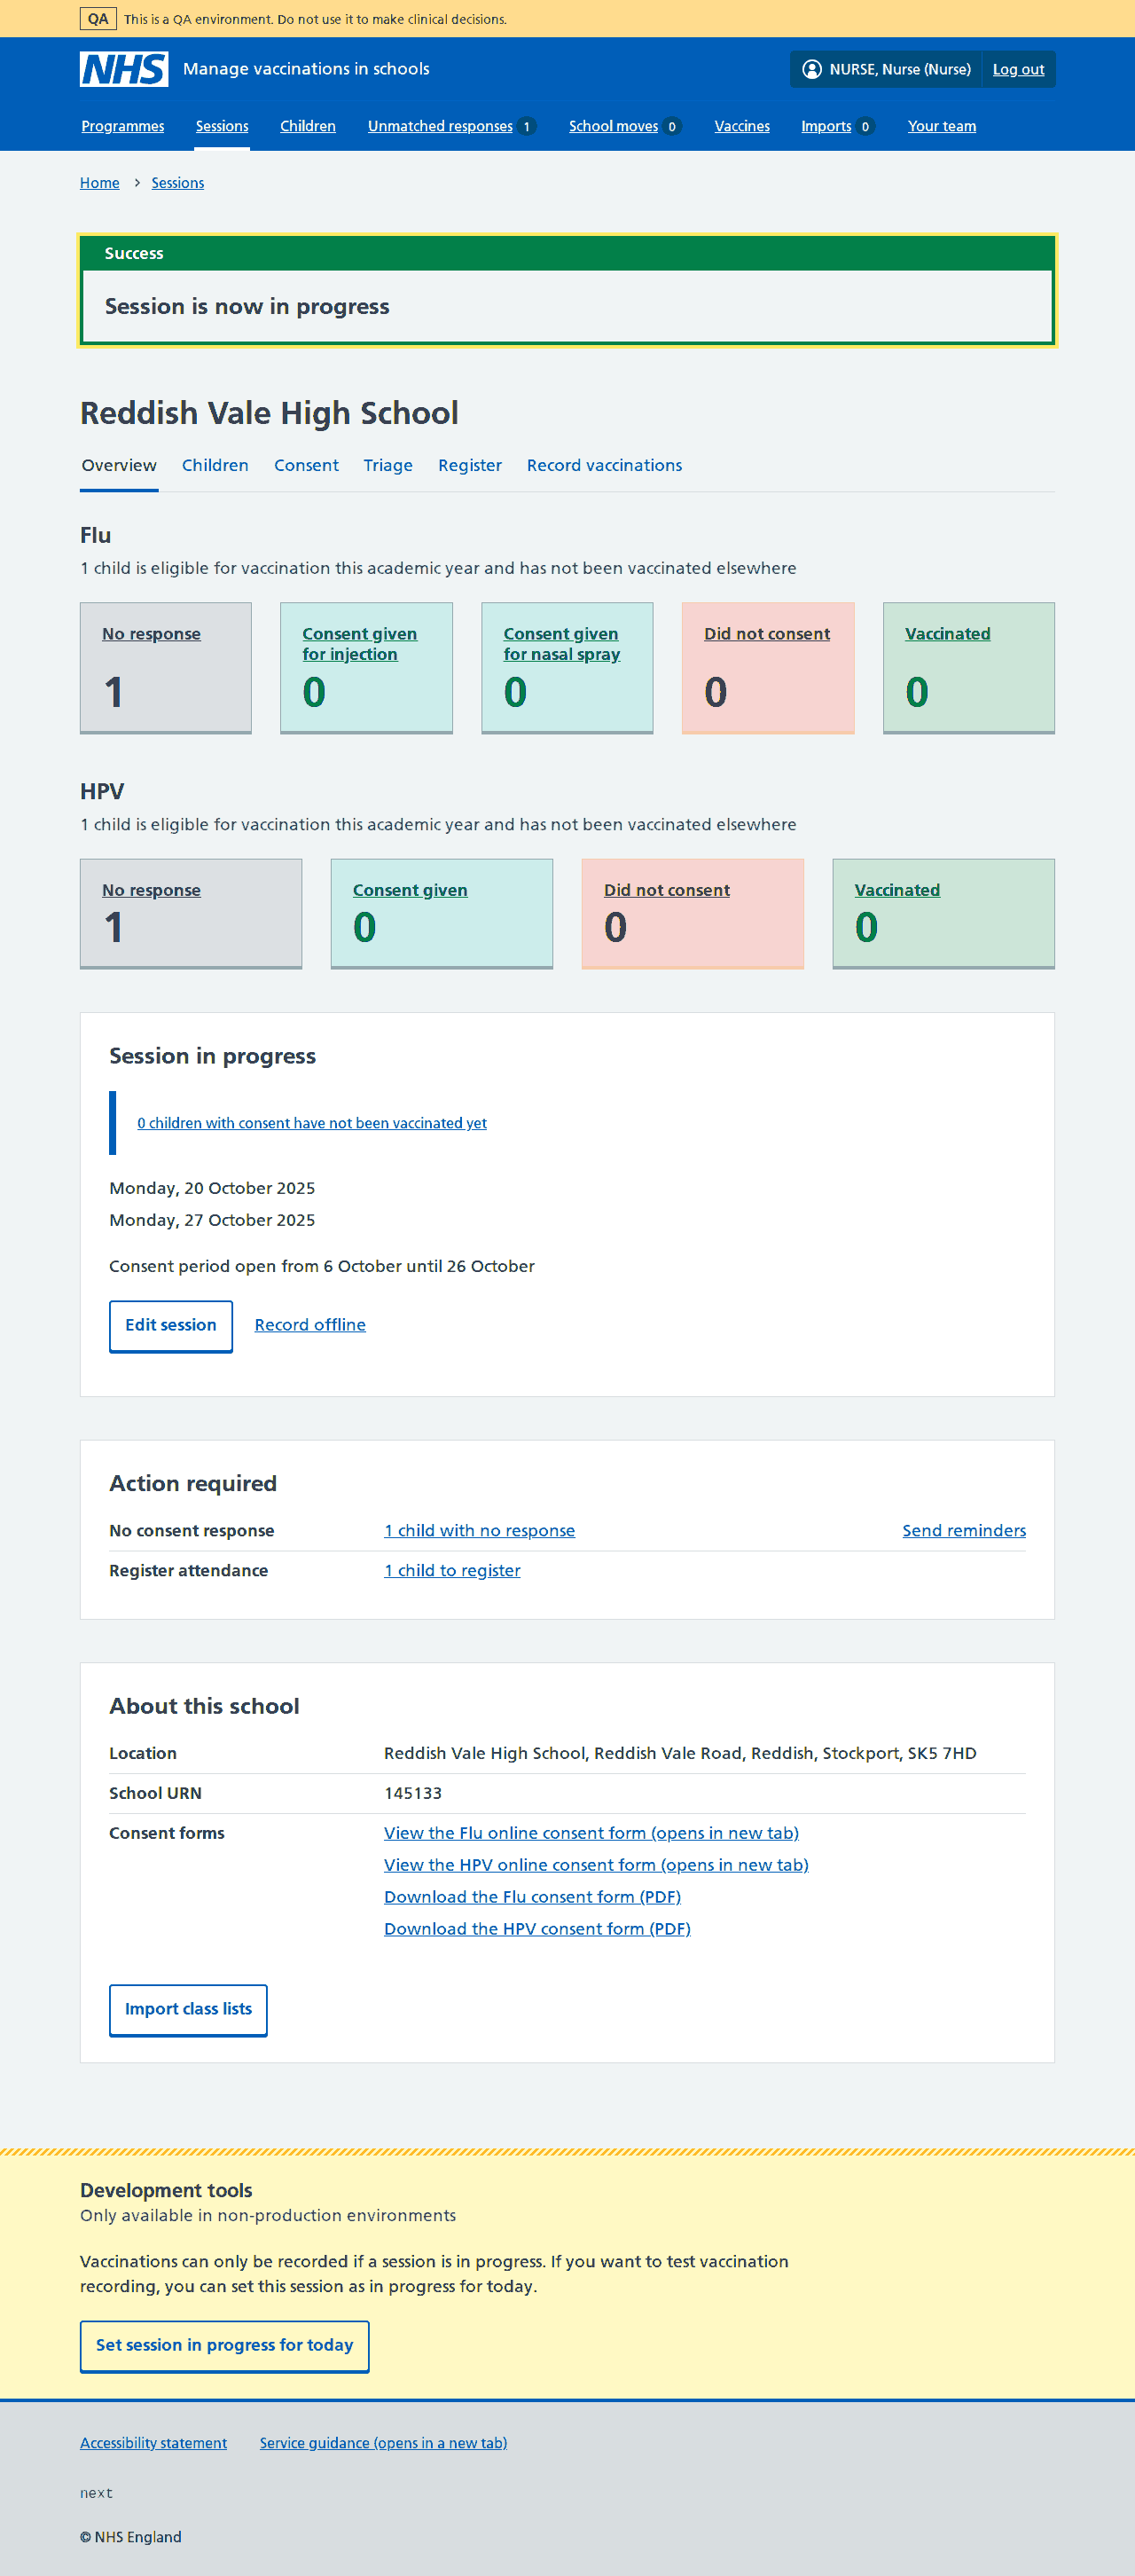 QA This is a QA environment. Do not use it to make clinical decisions.
NHS Manage vaccinations in schools NURSE, Nurse (Nurse) Log out
Programmes Sessions Children Unmatched responses 1 School moves 0 Vaccines Imports 0 Your team
Home > Sessions
Success
Session is now in progress
Reddish Vale High School
Overview Children Consent Triage Register Record vaccinations
Flu
1 child is eligible for vaccination this academic year and has not been vaccinated elsewhere
No response
1
Consent given
for injection
0
Consent given
for nasal spray
0
Did not consent
0
Vaccinated
0
HPV
1 child is eligible for vaccination this academic year and has not been vaccinated elsewhere
No response
1
Consent given
0
Did not consent
0
Vaccinated
0
Session in progress
0 children with consent have not been vaccinated yet
Monday, 20 October 2025
Monday, 27 October 2025
Consent period open from 6 October until 26 October
Edit session Record offline
Action required
No consent response 1 child with no response Send reminders
Register attendance 1 child to register
About this school
Location Reddish Vale High School, Reddish Vale Road, Reddish, Stockport, SK5 7HD
School URN 145133
Consent forms View the Flu online consent form (opens in new tab)
View the HPV online consent form (opens in new tab)
Download the Flu consent form (PDF)
Download the HPV consent form (PDF)
Import class lists
Development tools
Only available in non-production environments
Vaccinations can only be recorded if a session is in progress. If you want to test vaccination
recording, you can set this session as in progress for today.
Set session in progress for today
Accessibility statement Service guidance (opens in a new tab)
next
© NHS England